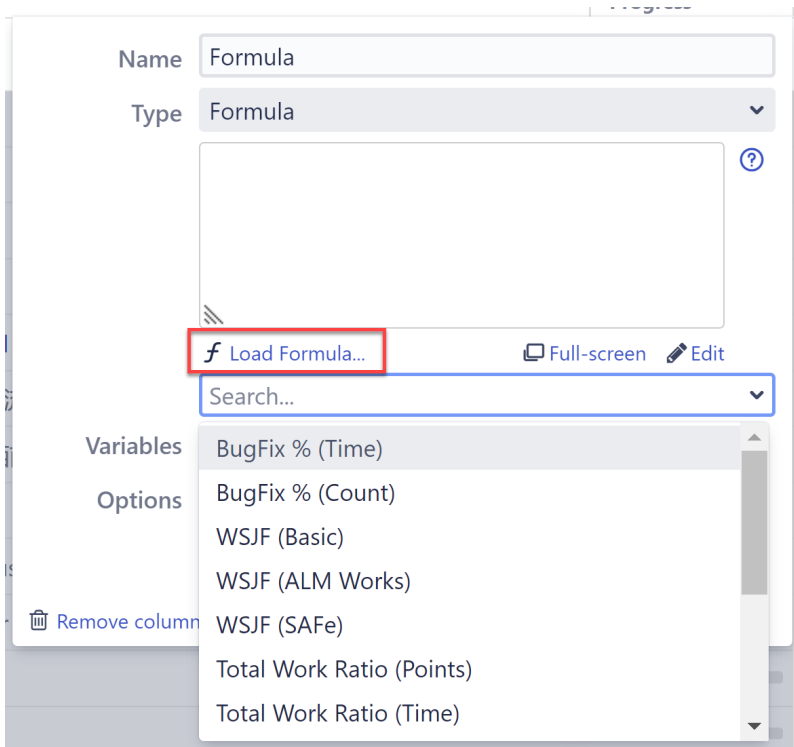 Name Formula
Type Formula
Load Formula... Full-screen Edit
Search...
Variables
Options
BugFix % (Time)
BugFix % (Count)
WSJF (Basic)
WSJF (ALM Works)
WSJF (SAFe)
Total Work Ratio (Points)
Total Work Ratio (Time)
Remove column